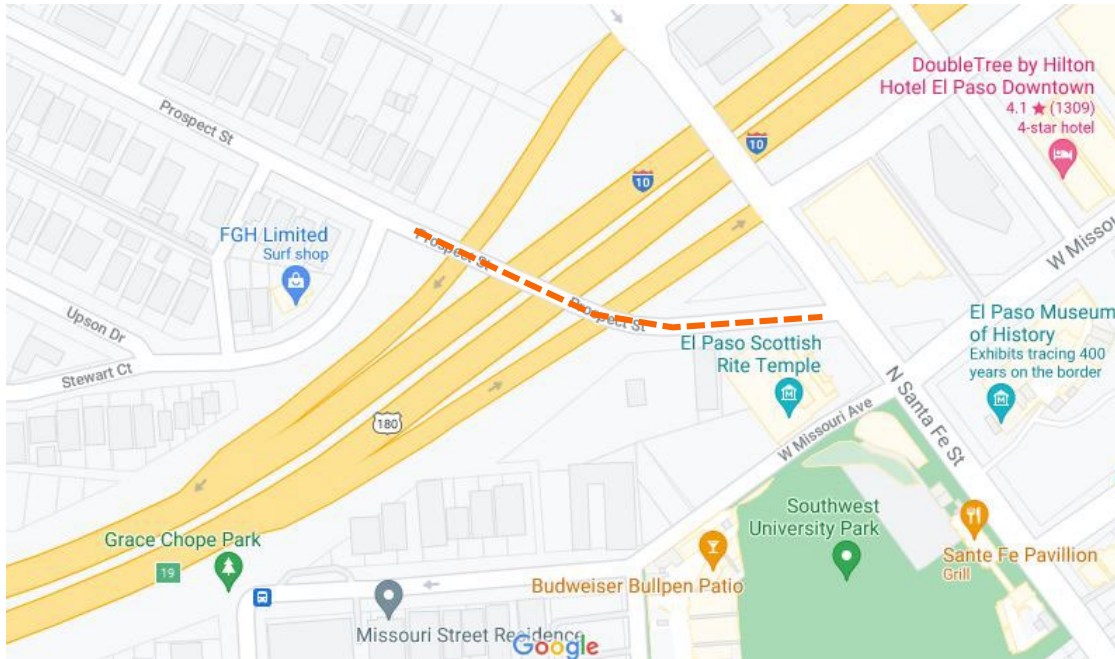 DoubleTree by Hilton
Hotel El Paso Downtown
4.1 ★ (1309)
4-star hotel
Prospect St
10
10
FGH Limited
Surf shop
Prospect St
W Missou
Prospect St
Upson Dr
El Paso Museum
of History
Exhibits tracing 400
years on the border
El Paso Scottish
Rite Temple
Stewart Ct
N Santa Fe St
180
W Missouri Ave
Southwest
University Park
Grace Chope Park
19
Sante Fe Pavillion
Grill
Budweiser Bullpen Patio
Missouri Street Residence
Google